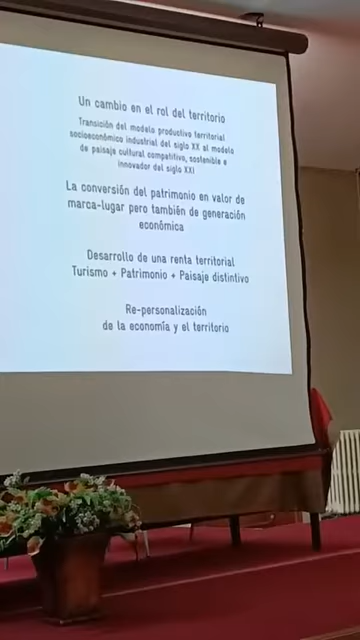 Un cambio en el rol del territorio
Transición del modelo productivo territorial
socioeconómico industrial del siglo XX al modelo
de paisaje cultural competitivo, sostenible e
innovador del siglo XXI
La conversión del patrimonio en valor de
marca-lugar pero también de generación
económica
Desarrollo de una renta territorial
Turismo + Patrimonio + Paisaje distintivo
Re-personalización
de la economía y el territorio